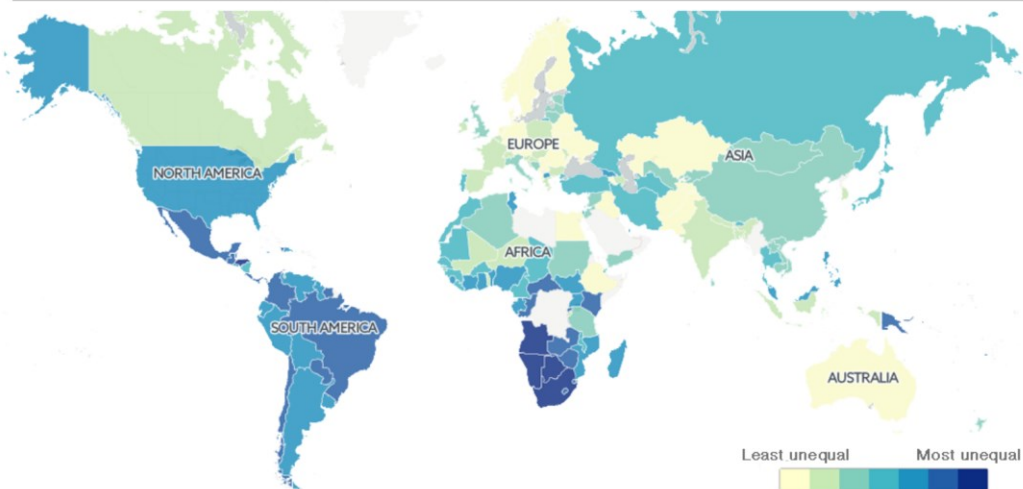 EUROPE
ASIA
NORTH AMERICA
AFRICA
SOUTH AMERICA
AUSTRALIA
Least unequal Most unequal